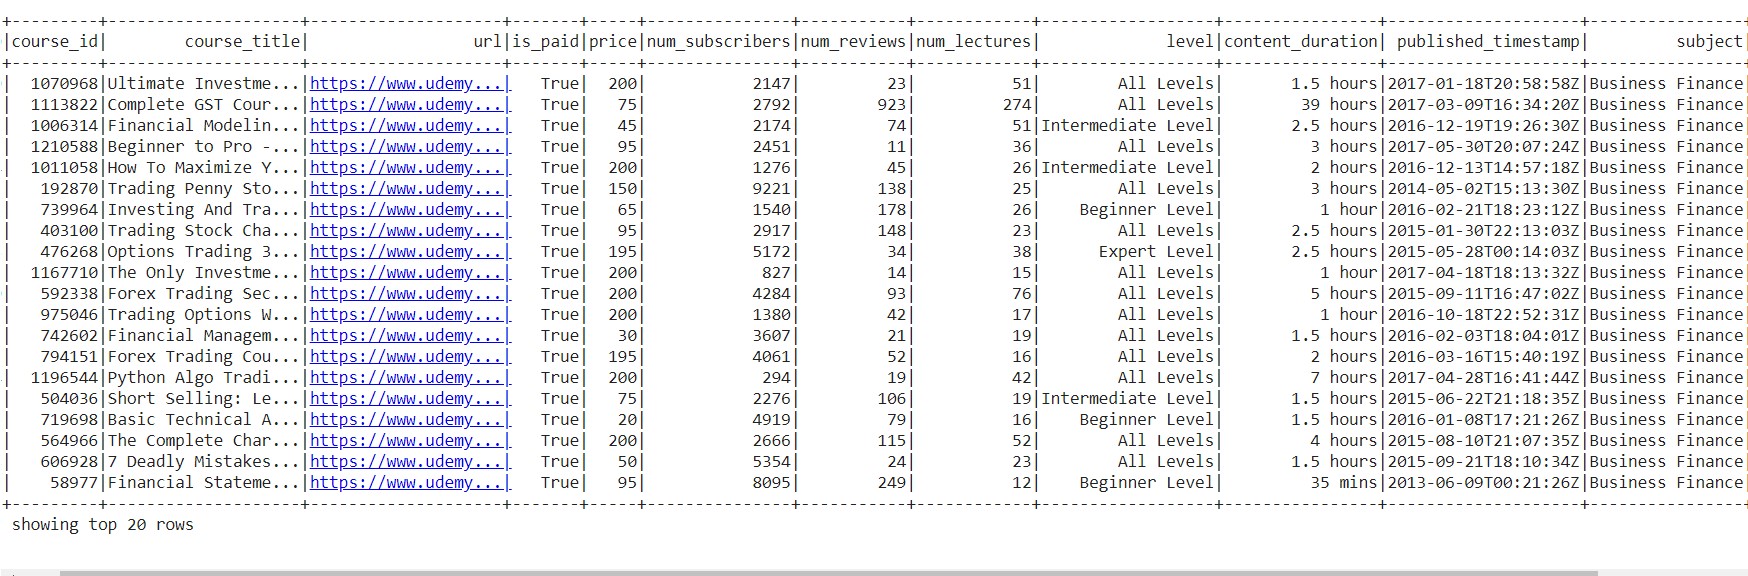 +---------+--------------------+--------------------+-------+-----+---------------+-----------+------------+------------------+----------------+--------------------+----------------+
|course_id|        course_title|                 url|is_paid|price|num_subscribers|num_reviews|num_lectures|             level|content_duration| published_timestamp|         subject|
+---------+--------------------+--------------------+-------+-----+---------------+-----------+------------+------------------+----------------+--------------------+----------------+
|  1070968|Ultimate Investme...|https://www.udemy...|   True|  200|           2147|         23|          51|        All Levels|       1.5 hours|2017-01-18T20:58:58Z|Business Finance|
|  1113822|Complete GST Cour...|https://www.udemy...|   True|   75|           2792|        923|         274|        All Levels|        39 hours|2017-03-09T16:34:20Z|Business Finance|
|  1006314|Financial Modelin...|https://www.udemy...|   True|   45|           2174|         74|          51|Intermediate Level|       2.5 hours|2016-12-19T19:26:30Z|Business Finance|
|  1210588|Beginner to Pro -...|https://www.udemy...|   True|   95|           2451|         11|          36|        All Levels|         3 hours|2017-05-30T20:07:24Z|Business Finance|
|  1011058|How To Maximize Y...|https://www.udemy...|   True|  200|           1276|         45|          26|Intermediate Level|         2 hours|2016-12-13T14:57:18Z|Business Finance|
|   192870|Trading Penny Sto...|https://www.udemy...|   True|  150|           9221|        138|          25|        All Levels|         3 hours|2014-05-02T15:13:30Z|Business Finance|
|   739964|Investing And Tra...|https://www.udemy...|   True|   65|           1540|        178|          26|    Beginner Level|          1 hour|2016-02-21T18:23:12Z|Business Finance|
|   403100|Trading Stock Cha...|https://www.udemy...|   True|   95|           2917|        148|          23|        All Levels|       2.5 hours|2015-01-30T22:13:03Z|Business Finance|
|   476268|Options Trading 3...|https://www.udemy...|   True|  195|           5172|         34|          38|      Expert Level|       2.5 hours|2015-05-28T00:14:03Z|Business Finance|
|  1167710|The Only Investme...|https://www.udemy...|   True|  200|            827|         14|          15|        All Levels|          1 hour|2017-04-18T18:13:32Z|Business Finance|
|   592338|Forex Trading Sec...|https://www.udemy...|   True|  200|           4284|         93|          76|        All Levels|         5 hours|2015-09-11T16:47:02Z|Business Finance|
|   975046|Trading Options W...|https://www.udemy...|   True|  200|           1380|         42|          17|        All Levels|          1 hour|2016-10-18T22:52:31Z|Business Finance|
|   742602|Financial Managem...|https://www.udemy...|   True|   30|           3607|         21|          19|        All Levels|       1.5 hours|2016-02-03T18:04:01Z|Business Finance|
|   794151|Forex Trading Cou...|https://www.udemy...|   True|  195|           4061|         52|          16|        All Levels|         2 hours|2016-03-16T15:40:19Z|Business Finance|
|  1196544|Python Algo Tradi...|https://www.udemy...|   True|  200|            294|         19|          42|        All Levels|         7 hours|2017-04-28T16:41:44Z|Business Finance|
|   504036|Short Selling: Le...|https://www.udemy...|   True|   75|           2276|        106|          19|Intermediate Level|       1.5 hours|2015-06-22T21:18:35Z|Business Finance|
|   719698|Basic Technical A...|https://www.udemy...|   True|   20|           4919|         79|          16|    Beginner Level|       1.5 hours|2016-01-08T17:21:26Z|Business Finance|
|   564966|The Complete Char...|https://www.udemy...|   True|  200|           2666|        115|          52|        All Levels|         4 hours|2015-08-10T21:07:35Z|Business Finance|
|   606928|7 Deadly Mistakes...|https://www.udemy...|   True|   50|           5354|         24|          23|        All Levels|       1.5 hours|2015-09-21T18:10:34Z|Business Finance|
|    58977|Financial Stateme...|https://www.udemy...|   True|   95|           8095|        249|          12|    Beginner Level|         35 mins|2013-06-09T00:21:26Z|Business Finance|
+---------+--------------------+--------------------+-------+-----+---------------+-----------+------------+------------------+----------------+--------------------+----------------+
showing top 20 rows